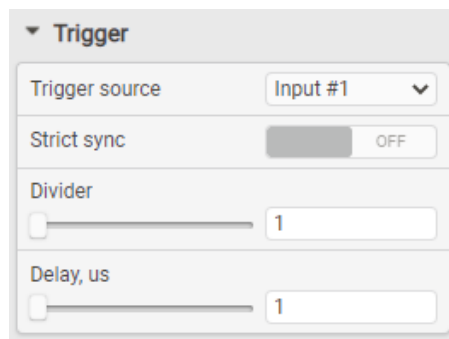 Trigger
Trigger source Input #1
Strict sync OFF
Divider
1
Delay, us
1